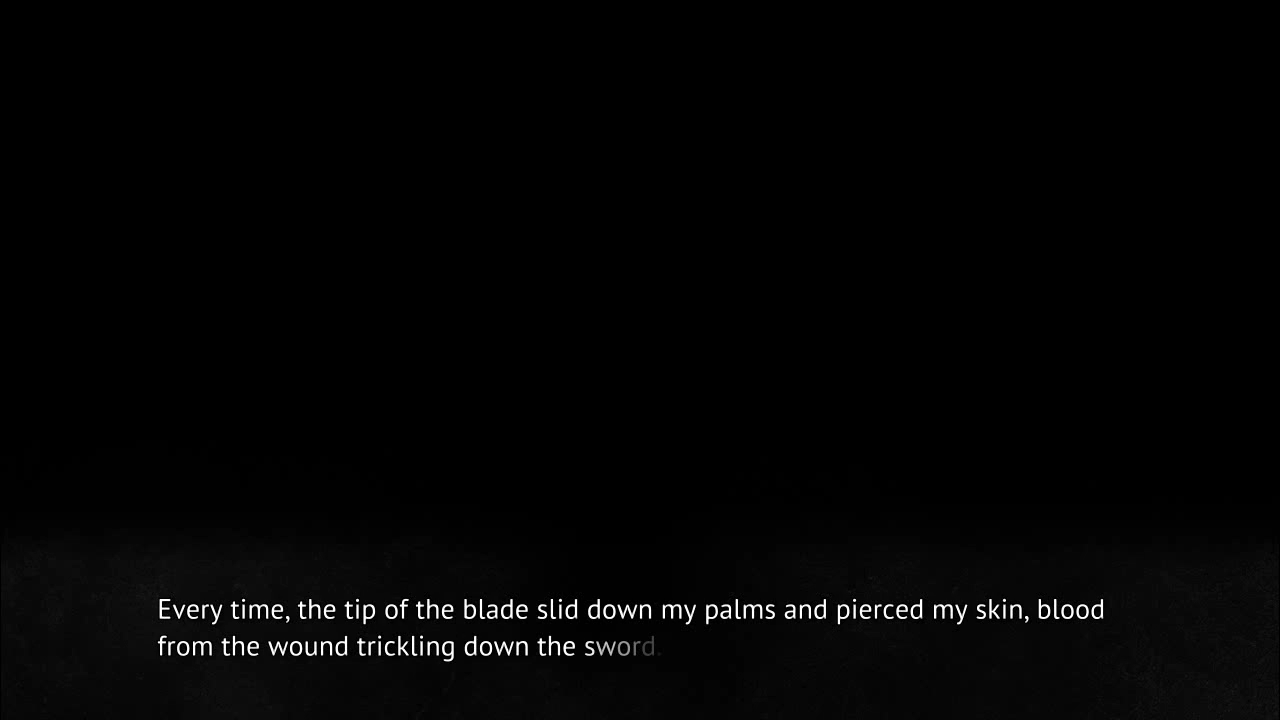 Every time, the tip of the blade slid down my palms and pierced my skin, blood
from the wound trickling down the sword.